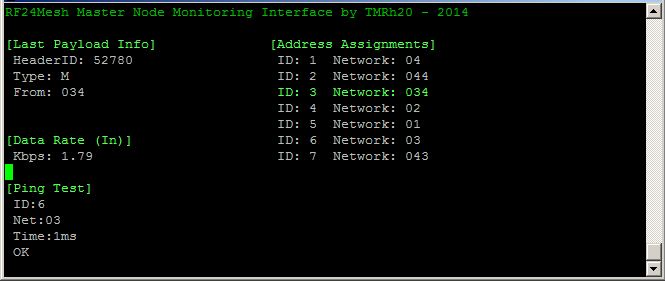 RF24Mesh Master Node Monitoring Interface by TMRh20 - 2014
[Last Payload Info]
HeaderID: 52780
Type: M
From: 034
[Data Rate (In)]
Kbps: 1.79
[Ping Test]
ID:6
Net:03
Time:1ms
OK
[Address Assignments]
ID: 1  Network: 04
ID: 2  Network: 044
ID: 3  Network: 034
ID: 4  Network: 02
ID: 5  Network: 01
ID: 6  Network: 03
ID: 7  Network: 043